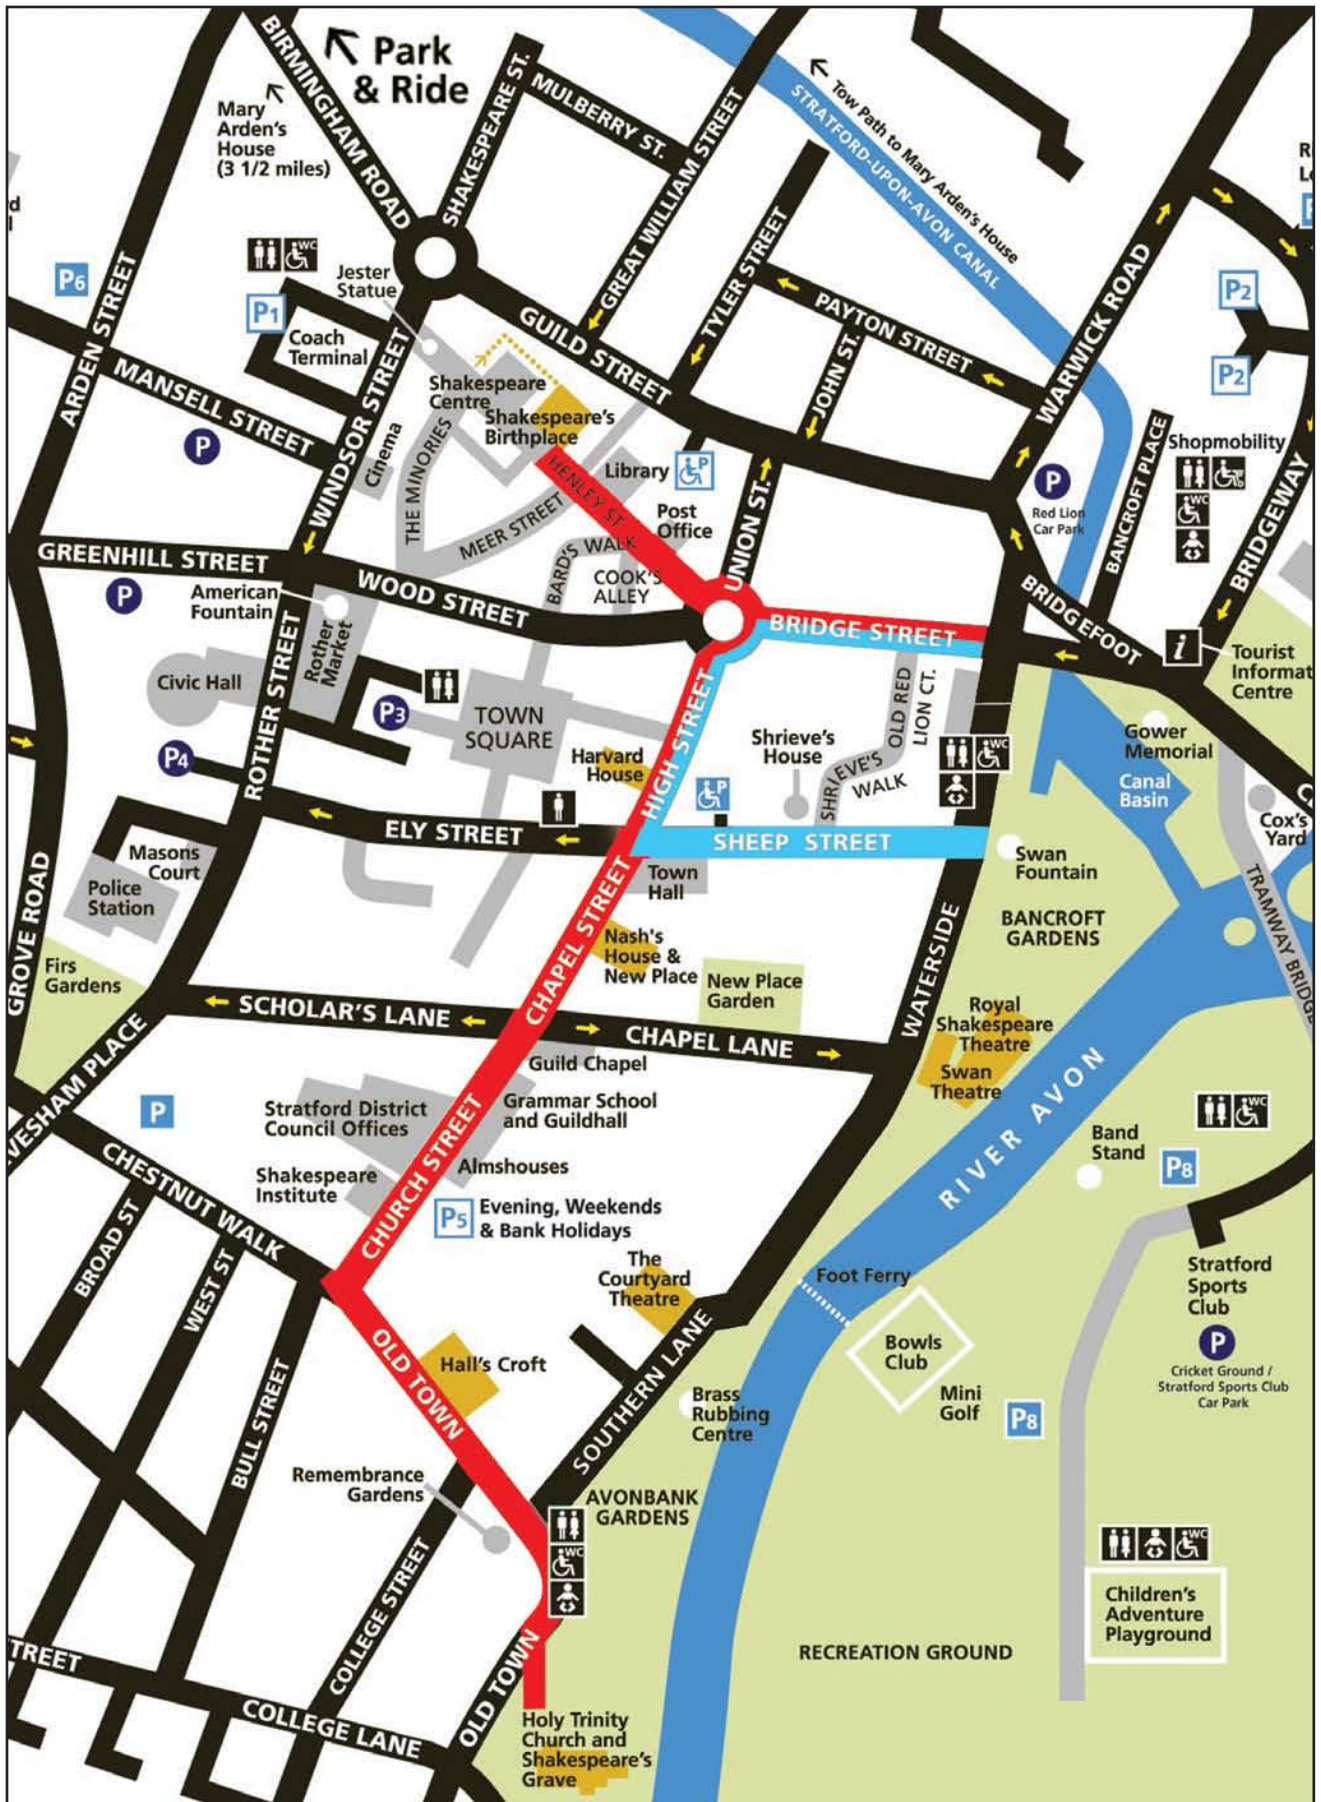 BIRMINGHAM ROAD
Park
& Ride
Mary
Arden's
House
(3 1/2 miles)
SHAKESPEARE ST.
MULBERRY ST.
GREAT WILLIAM STREET
Tow Path to Mary Arden's House
STRATFORD-UPON-AVON CANAL
TYLER STREET
WARWICK ROAD
P6
ARDEN STREET
WC
P1
Coach
Terminal
Jester
Statue
GUILD STREET
PAYTON STREET
JOHN ST.
P2
P2
MANSELL STREET
P
WINDSOR STREET
Cinema
THE MINORIES
Shakespeare
Centre
Shakespeare's
Birthplace
HENLEY ST.
MEER STREET
Library
P
Post
Office
UNION ST.
P
Red Lion
Car Park
BANCROFT PLACE
Shopmobility
WC
BRIDGEWAY
GREENHILL STREET
P
American
Fountain
WOOD STREET
BARD'S WALK
COOK'S
ALLEY
BRIDGE STREET
BRIDGEFOOT
i
Tourist
Informat
Centre
Rother
Market
ROTHER STREET
Civic Hall
P3
P4
TOWN
SQUARE
HIGH STREET
Harvard
House
P
Shrieve's
House
SHRIEVE'S
WALK
OLD RED
LION CT.
WC
Gower
Memorial
Canal
Basin
Cox's
Yard
TRAMWAY BRIDGE
ELY STREET
SHEEP STREET
Masons
Court
Police
Station
Town
Hall
Swan
Fountain
BANCROFT
GARDENS
GROVE ROAD
Firs
Gardens
CHAPEL STREET
Nash's
House &
New Place
New Place
Garden
WATERSIDE
SCHOLAR'S LANE
CHAPEL LANE
Royal
Shakespeare
Theatre
Swan
Theatre
RIVER AVON
VESHAM PLACE
P
Guild Chapel
Stratford District
Council Offices
Grammar School
and Guildhall
Almshouses
Shakespeare
Institute
CHURCH STREET
P5
Evening, Weekends
& Bank Holidays
WC
Band
Stand
P8
CHESTNUT WALK
BROAD ST
WEST ST
BULL STREET
The
Courtyard
Theatre
Foot Ferry
Bowls
Club
Stratford
Sports
Club
P
Cricket Ground /
Stratford Sports Club
Car Park
OLD TOWN
Hall's Croft
SOUTHERN LANE
Brass
Rubbing
Centre
Mini
Golf
P8
Remembrance
Gardens
AVONBANK
GARDENS
WC
WC
Children's
Adventure
Playground
RECREATION GROUND
COLLEGE STREET
TREET
COLLEGE LANE
OLD TOWN
Holy Trinity
Church and
Shakespeare's
Grave